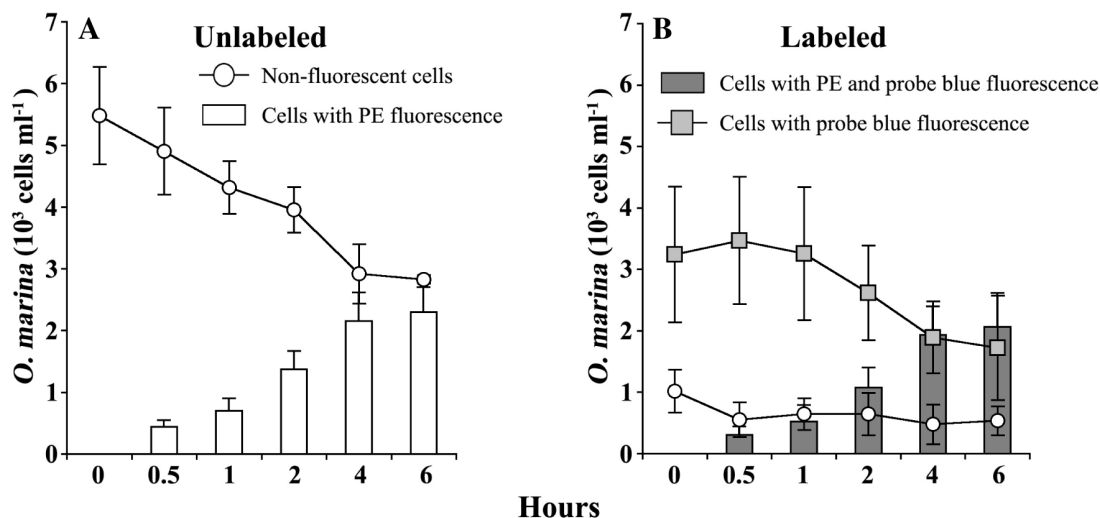 A
Unlabeled
Non-fluorescent cells
Cells with PE fluorescence
O. marina (10³ cells ml⁻¹)
7
6
5
4
3
2
1
0
0 0.5 1 2 4 6
B
Labeled
Cells with PE and probe blue fluorescence
Cells with probe blue fluorescence
O. marina (10³ cells ml⁻¹)
7
6
5
4
3
2
1
0
0 0.5 1 2 4 6
Hours